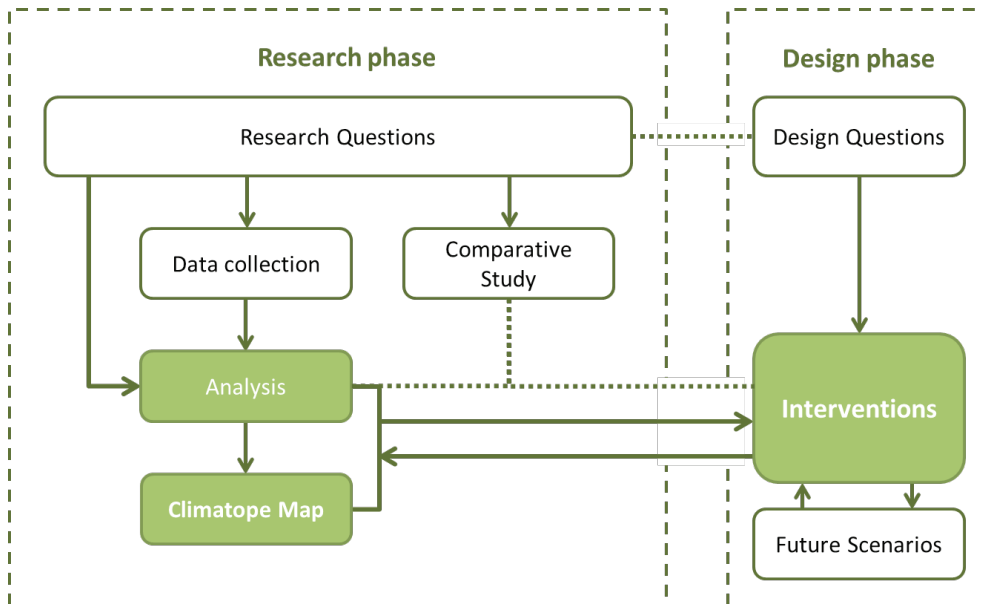 Research phase
Design phase
Research Questions
Design Questions
Data collection
Comparative
Study
Analysis
Interventions
Climatope Map
Future Scenarios